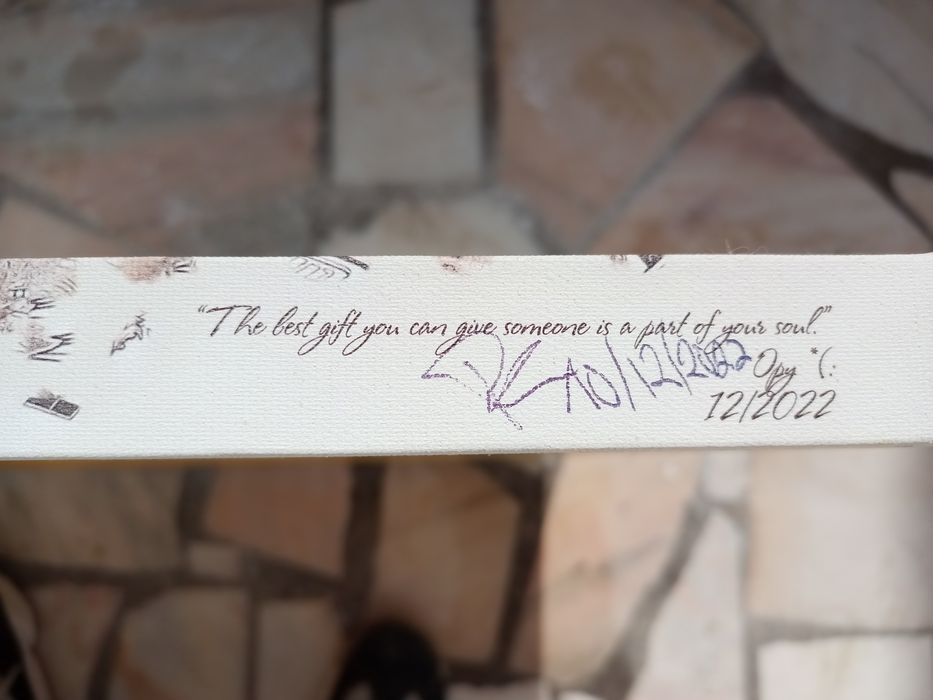 “The best gift you can give someone is a part of your soul.”
10/12/2022 Opy *(:
12/2022